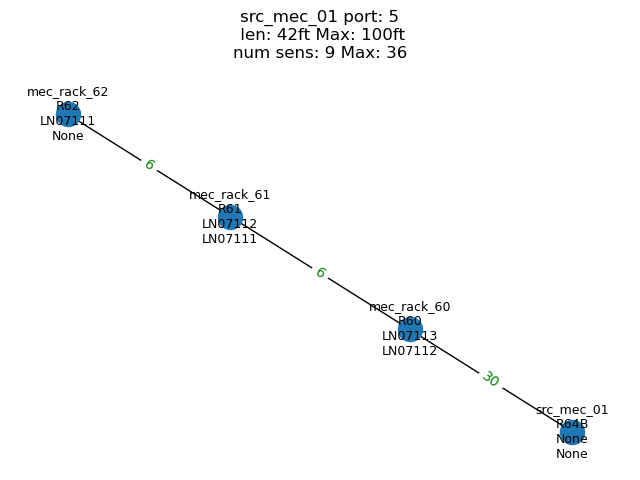 src_mec_01 port: 5
len: 42ft Max: 100ft
num sens: 9 Max: 36
mec_rack_62
R62
LN07111
None
6
mec_rack_61
R61
LN07112
LN07111
6
mec_rack_60
R60
LN07113
LN07112
30
src_mec_01
R64B
None
None